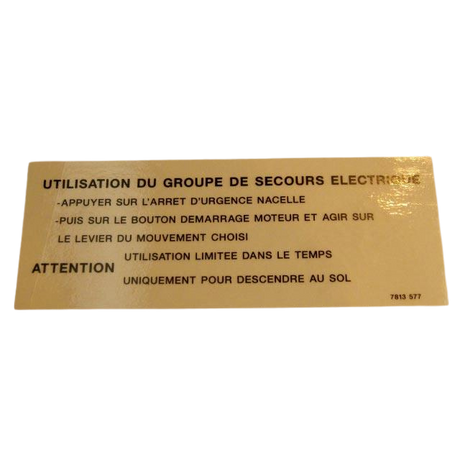 UTILISATION DU GROUPE DE SECOURS ELECTRIQUE
-APPUYER SUR L'ARRET D'URGENCE NACELLE
-PUIS SUR LE BOUTON DEMARRAGE MOTEUR ET AGIR SUR
LE LEVIER DU MOUVEMENT CHOISI
ATTENTION UTILISATION LIMITEE DANS LE TEMPS
UNIQUEMENT POUR DESCENDRE AU SOL
7813 577